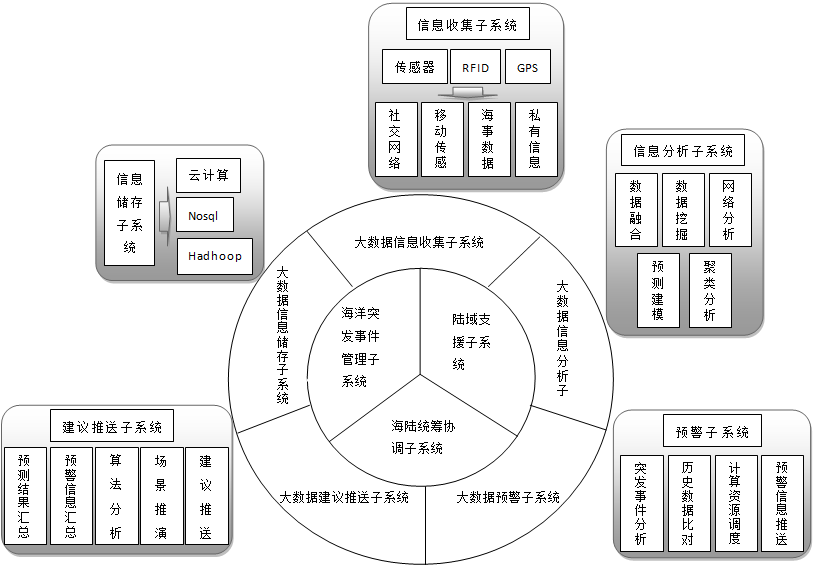 信息收集子系统
传感器
RFID
GPS
社交网络
移动传感
海事数据
私有信息
信息储存子系统
云计算
Nosql
Hadhoop
信息分析子系统
数据融合
数据挖掘
网络分析
预测建模
聚类分析
大数据信息收集子系统
大数据信息储存子系统
大数据信息分析子
海洋突
发事件
管理子
系统
陆域支
援子系
统
海陆统筹协
调子系统
大数据建议推送子系统
大数据预警子系统
建议推送子系统
预测结果汇总
预警信息汇总
算法分析
场景推演
建议推送
预警子系统
突发事件分析
历史数据比对
计算资源调度
预警信息推送